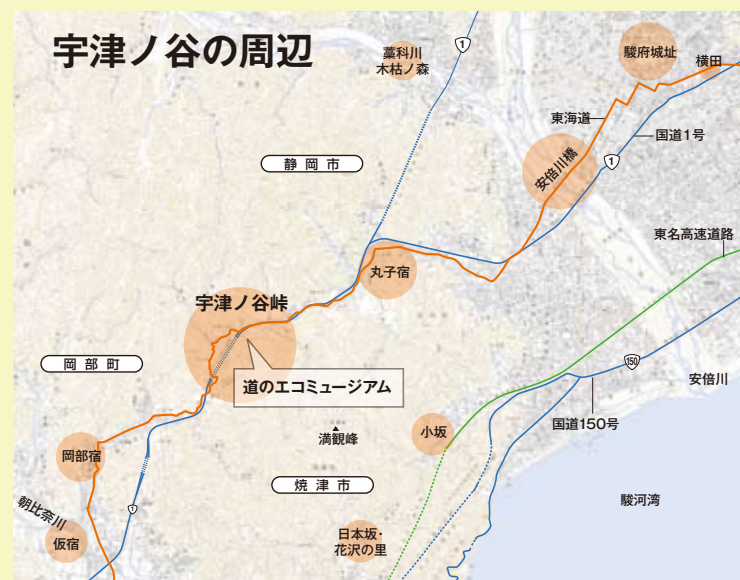 宇津ノ谷の周辺
藁科川
木枯ノ森
1
駿府城址
横田
東海道
国道1号
1
安倍川橋
静岡市
東名高速道路
丸子宿
宇津ノ谷峠
岡部町
道のエコミュージアム
150
安倍川
国道150号
満観峰
小坂
岡部宿
焼津市
駿河湾
朝比奈川
1
仮宿
日本坂・
花沢の里